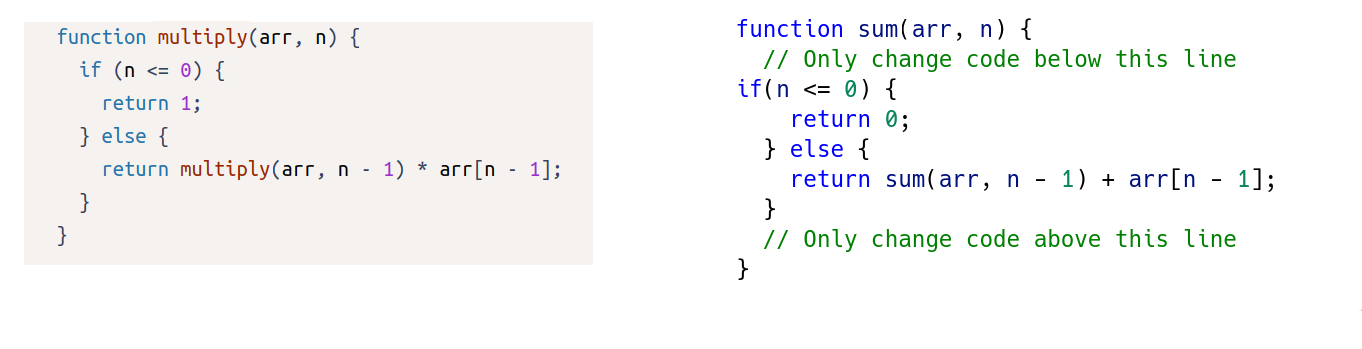 function multiply(arr, n) {
  if (n <= 0) {
    return 1;
  } else {
    return multiply(arr, n - 1) * arr[n - 1];
  }
}
function sum(arr, n) {
  // Only change code below this line
if(n <= 0) {
    return 0;
  } else {
    return sum(arr, n - 1) + arr[n - 1];
  }
  // Only change code above this line
}